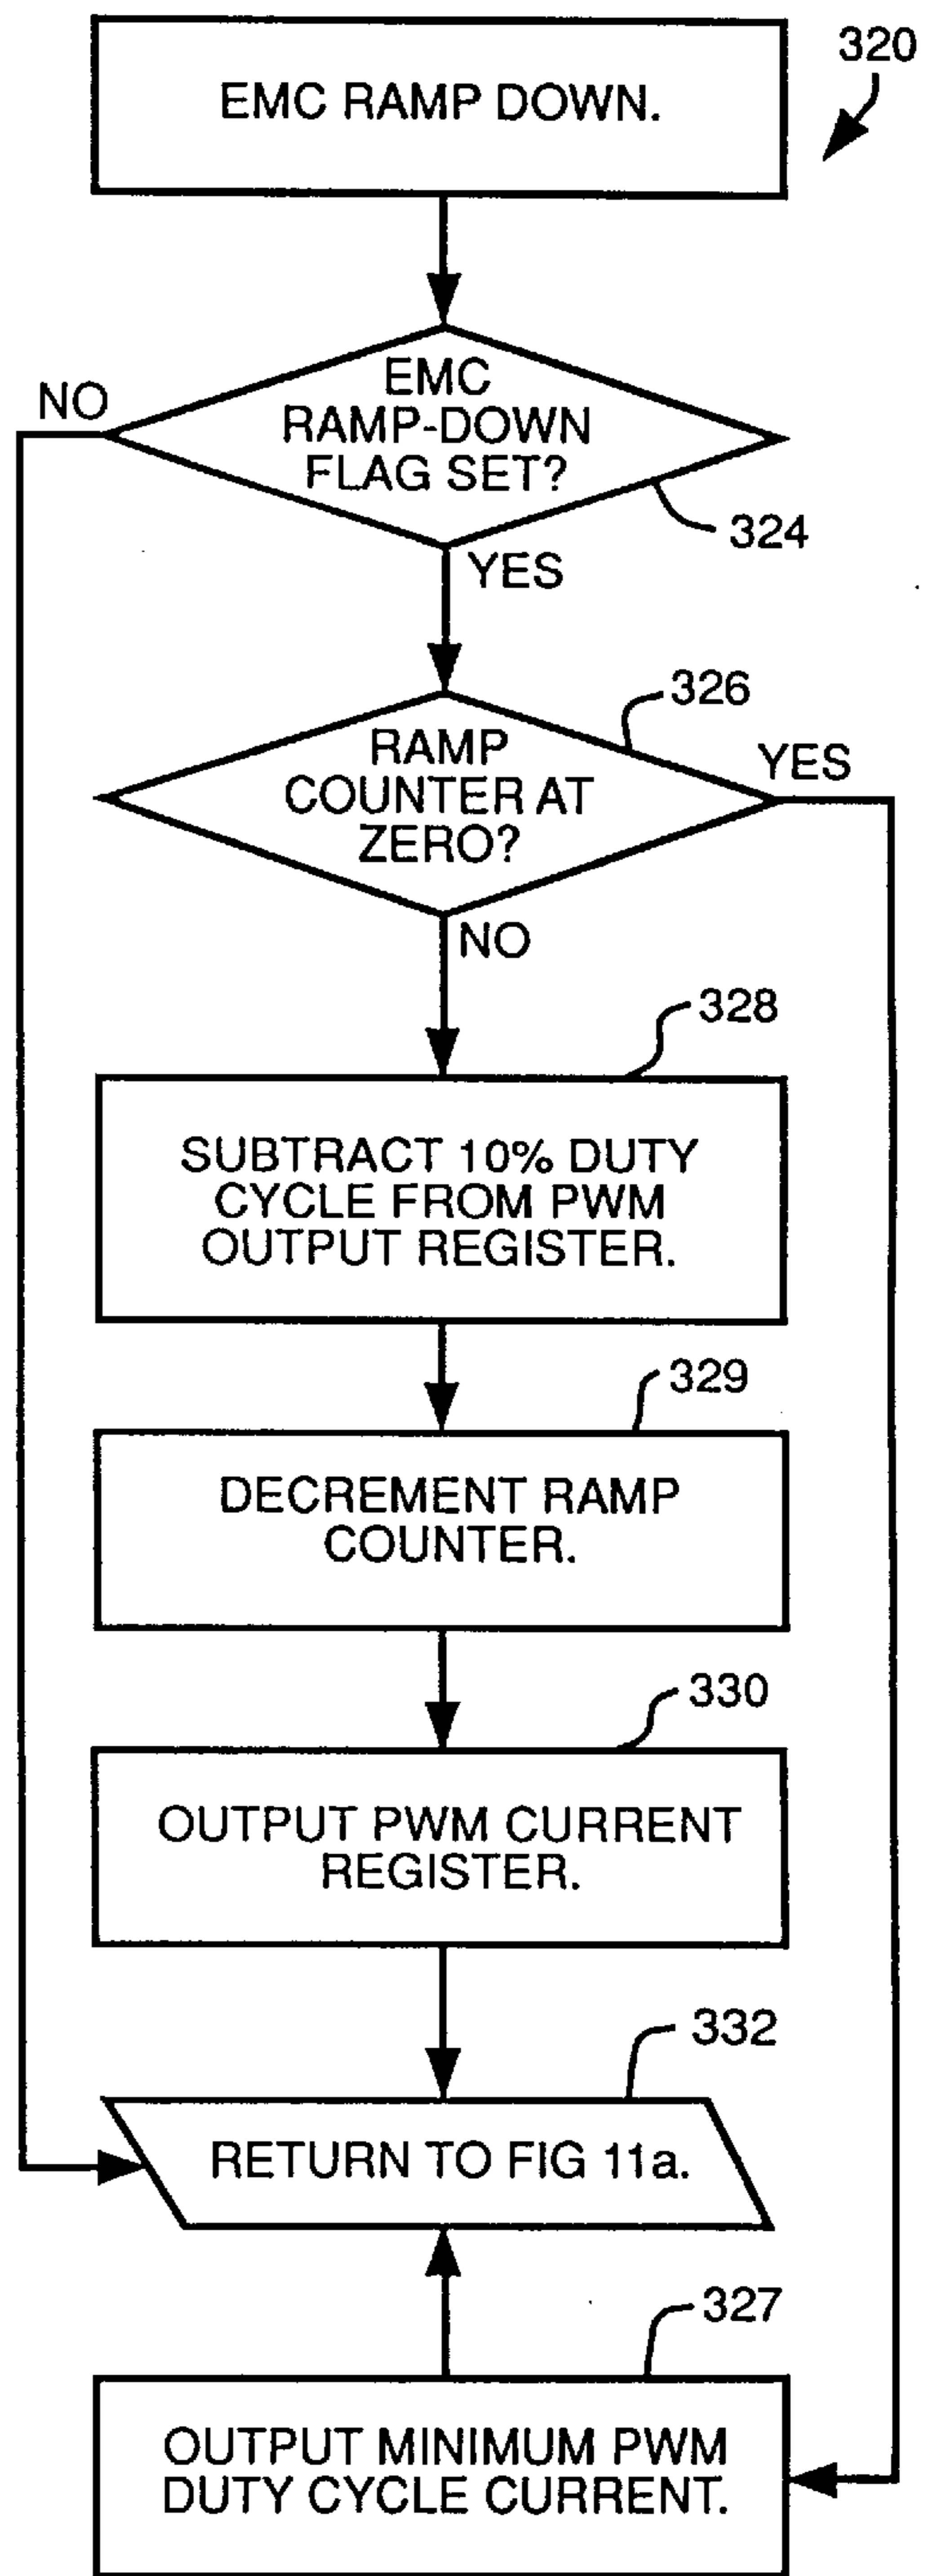 320
EMC RAMP DOWN.
NO
EMC
RAMP-DOWN
FLAG SET?
324
YES
326
RAMP
COUNTER AT
ZERO?
YES
NO
328
SUBTRACT 10% DUTY
CYCLE FROM PWM
OUTPUT REGISTER.
329
DECREMENT RAMP
COUNTER.
330
OUTPUT PWM CURRENT
REGISTER.
332
RETURN TO FIG 11a.
327
OUTPUT MINIMUM PWM
DUTY CYCLE CURRENT.